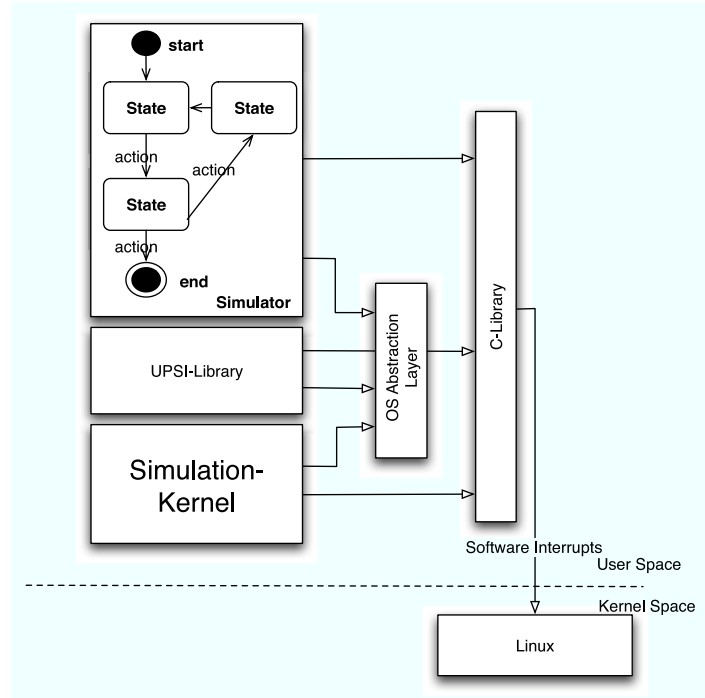 start
State
State
action
action
State
action
end
Simulator
UPSI-Library
Simulation-
Kernel
OS Abstraction
Layer
C-Library
Software Interrupts
User Space
Kernel Space
Linux